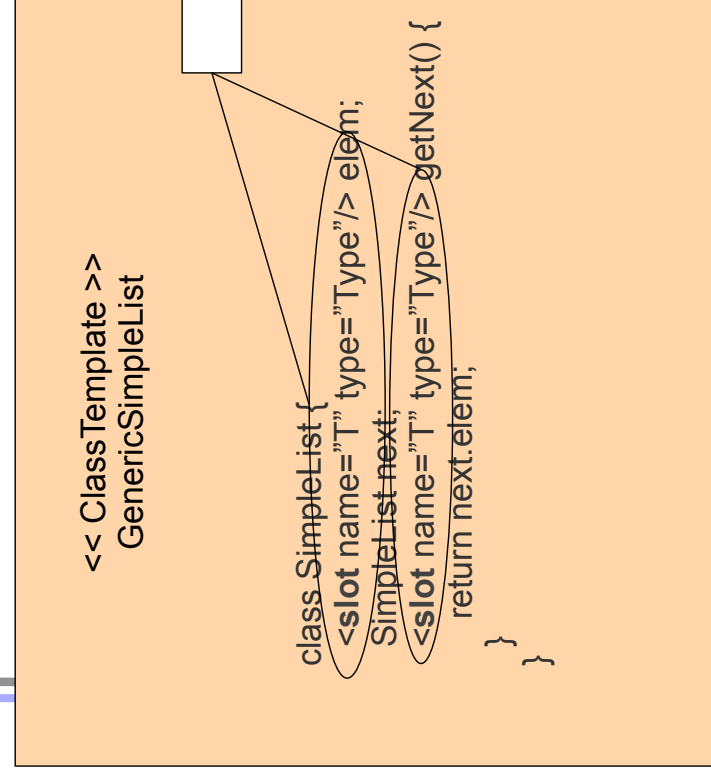 << ClassTemplate >>
GenericSimpleList
class SimpleList {
<slot name=”T” type=”Type”/> elem;
SimpleList next;
<slot name=”T” type=”Type”/> getNext() {
return next.elem;
}
}